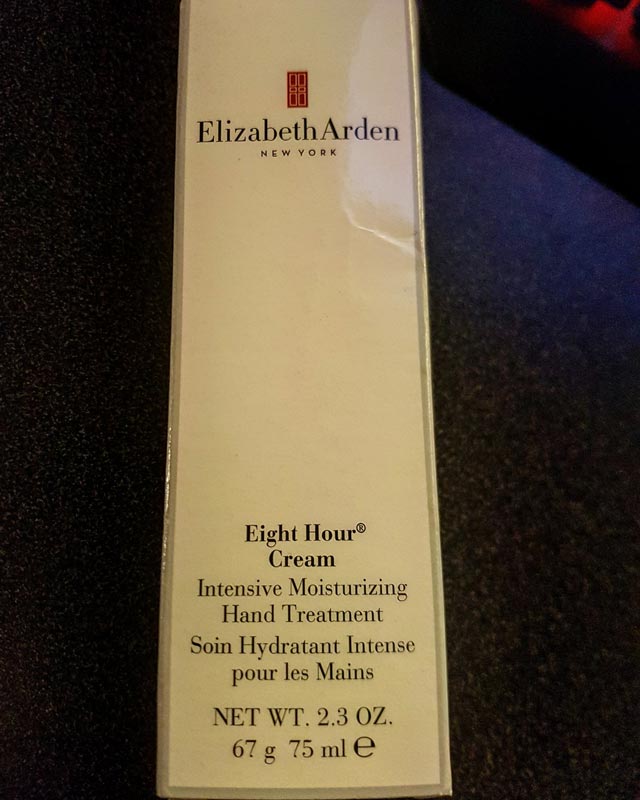 Elizabeth Arden
NEW YORK
Eight Hour®
Cream
Intensive Moisturizing
Hand Treatment
Soin Hydratant Intense
pour les Mains
NET WT. 2.3 OZ.
67 g 75 ml ℮